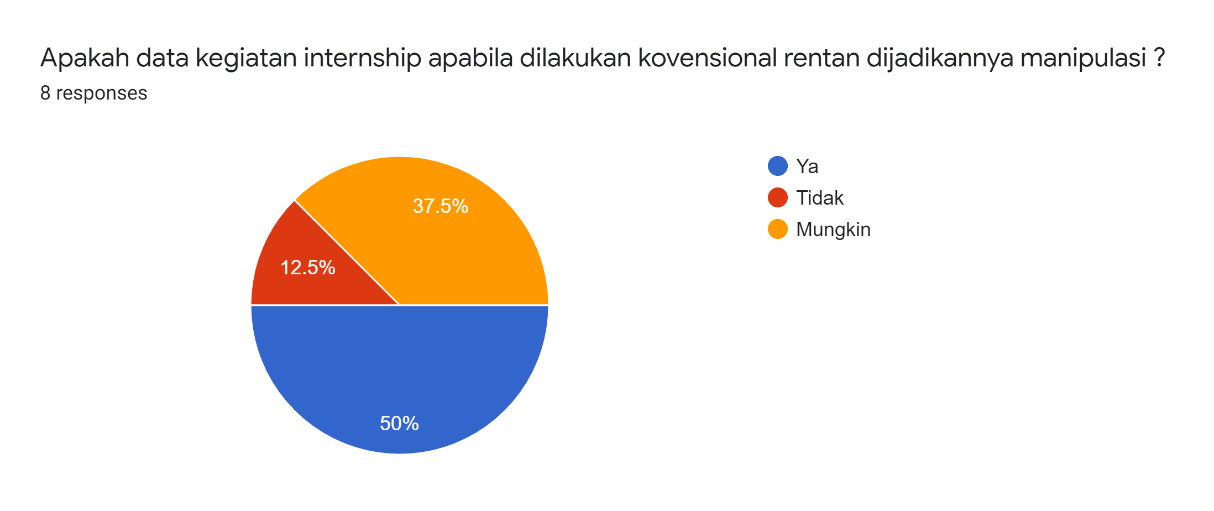 Apakah data kegiatan internship apabila dilakukan kovensional rentan dijadikannya manipulasi ?
8 responses
Ya
Tidak
Mungkin
37.5%
12.5%
50%